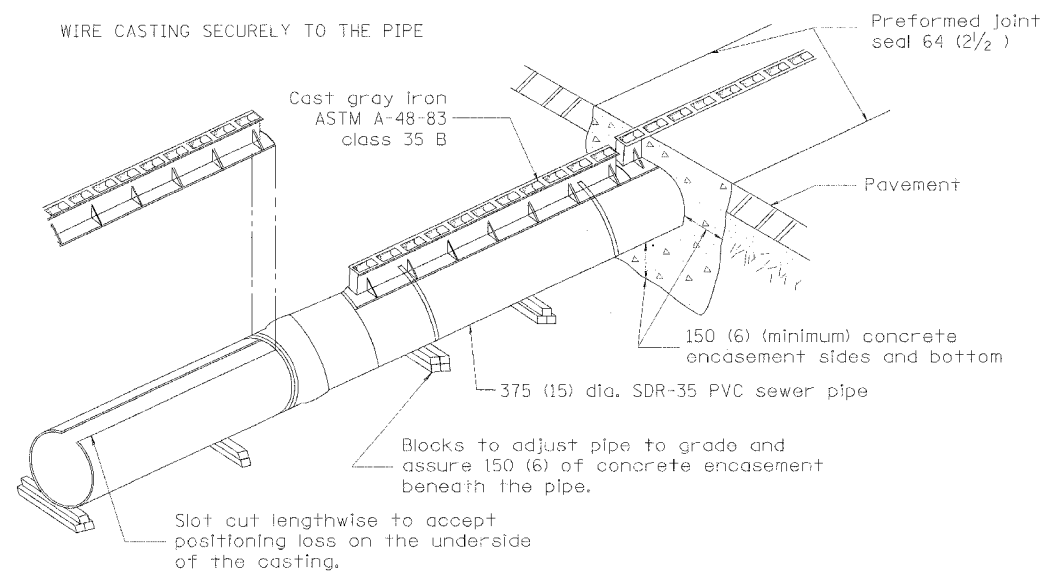 WIRE CASTING SECURELY TO THE PIPE
Preformed joint
seal 64 (2 1/2 )
Cast gray iron
ASTM A-48-83
class 35 B
Pavement
150 (6) (minimum) concrete
encasement sides and bottom
375 (15) dia. SDR-35 PVC sewer pipe
Blocks to adjust pipe to grade and
assure 150 (6) of concrete encasement
beneath the pipe.
Slot cut lengthwise to accept
positioning loss on the underside
of the casting.